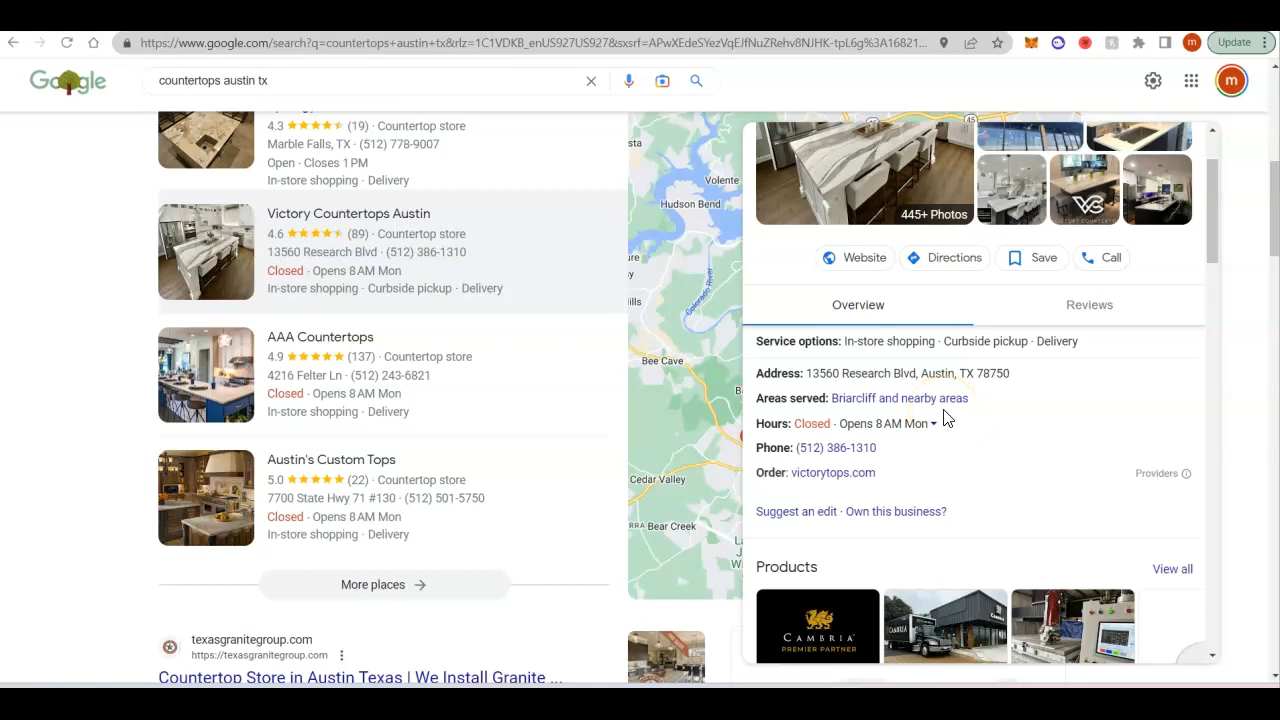 https://www.google.com/search?q=countertops+austin+tx&rlz=1C1VDKB_enUS927US927&sxsrf=APwXEdeSYezVqEJfNuZRehv8NJHK-tpL6g%3A16821...
m
Update
Google
countertops austin tx
m
4.3 (19) · Countertop store
Marble Falls, TX · (512) 778-9007
Open · Closes 1 PM
In-store shopping · Delivery
Victory Countertops Austin
4.6 (89) · Countertop store
13560 Research Blvd · (512) 386-1310
Closed · Opens 8 AM Mon
In-store shopping · Curbside pickup · Delivery
AAA Countertops
4.9 (137) · Countertop store
4216 Felter Ln · (512) 243-6821
Closed · Opens 8 AM Mon
In-store shopping · Delivery
Austin's Custom Tops
5.0 (22) · Countertop store
7700 State Hwy 71 #130 · (512) 501-5750
Closed · Opens 8 AM Mon
In-store shopping · Delivery
More places
texasgranitegroup.com
https://texasgranitegroup.com
Countertop Store in Austin Texas | We Install Granite ...
45
Volente
Hudson Bend
Colorado River
Bee Cave
Cedar Valley
Bear Creek
445+ Photos
Website
Directions
Save
Call
Overview
Reviews
Service options: In-store shopping · Curbside pickup · Delivery
Address: 13560 Research Blvd, Austin, TX 78750
Areas served: Briarcliff and nearby areas
Hours: Closed · Opens 8 AM Mon
Phone: (512) 386-1310
Order: victorytops.com
Providers
Suggest an edit · Own this business?
Products
View all
CAMBRIA
PREMIER PARTNER